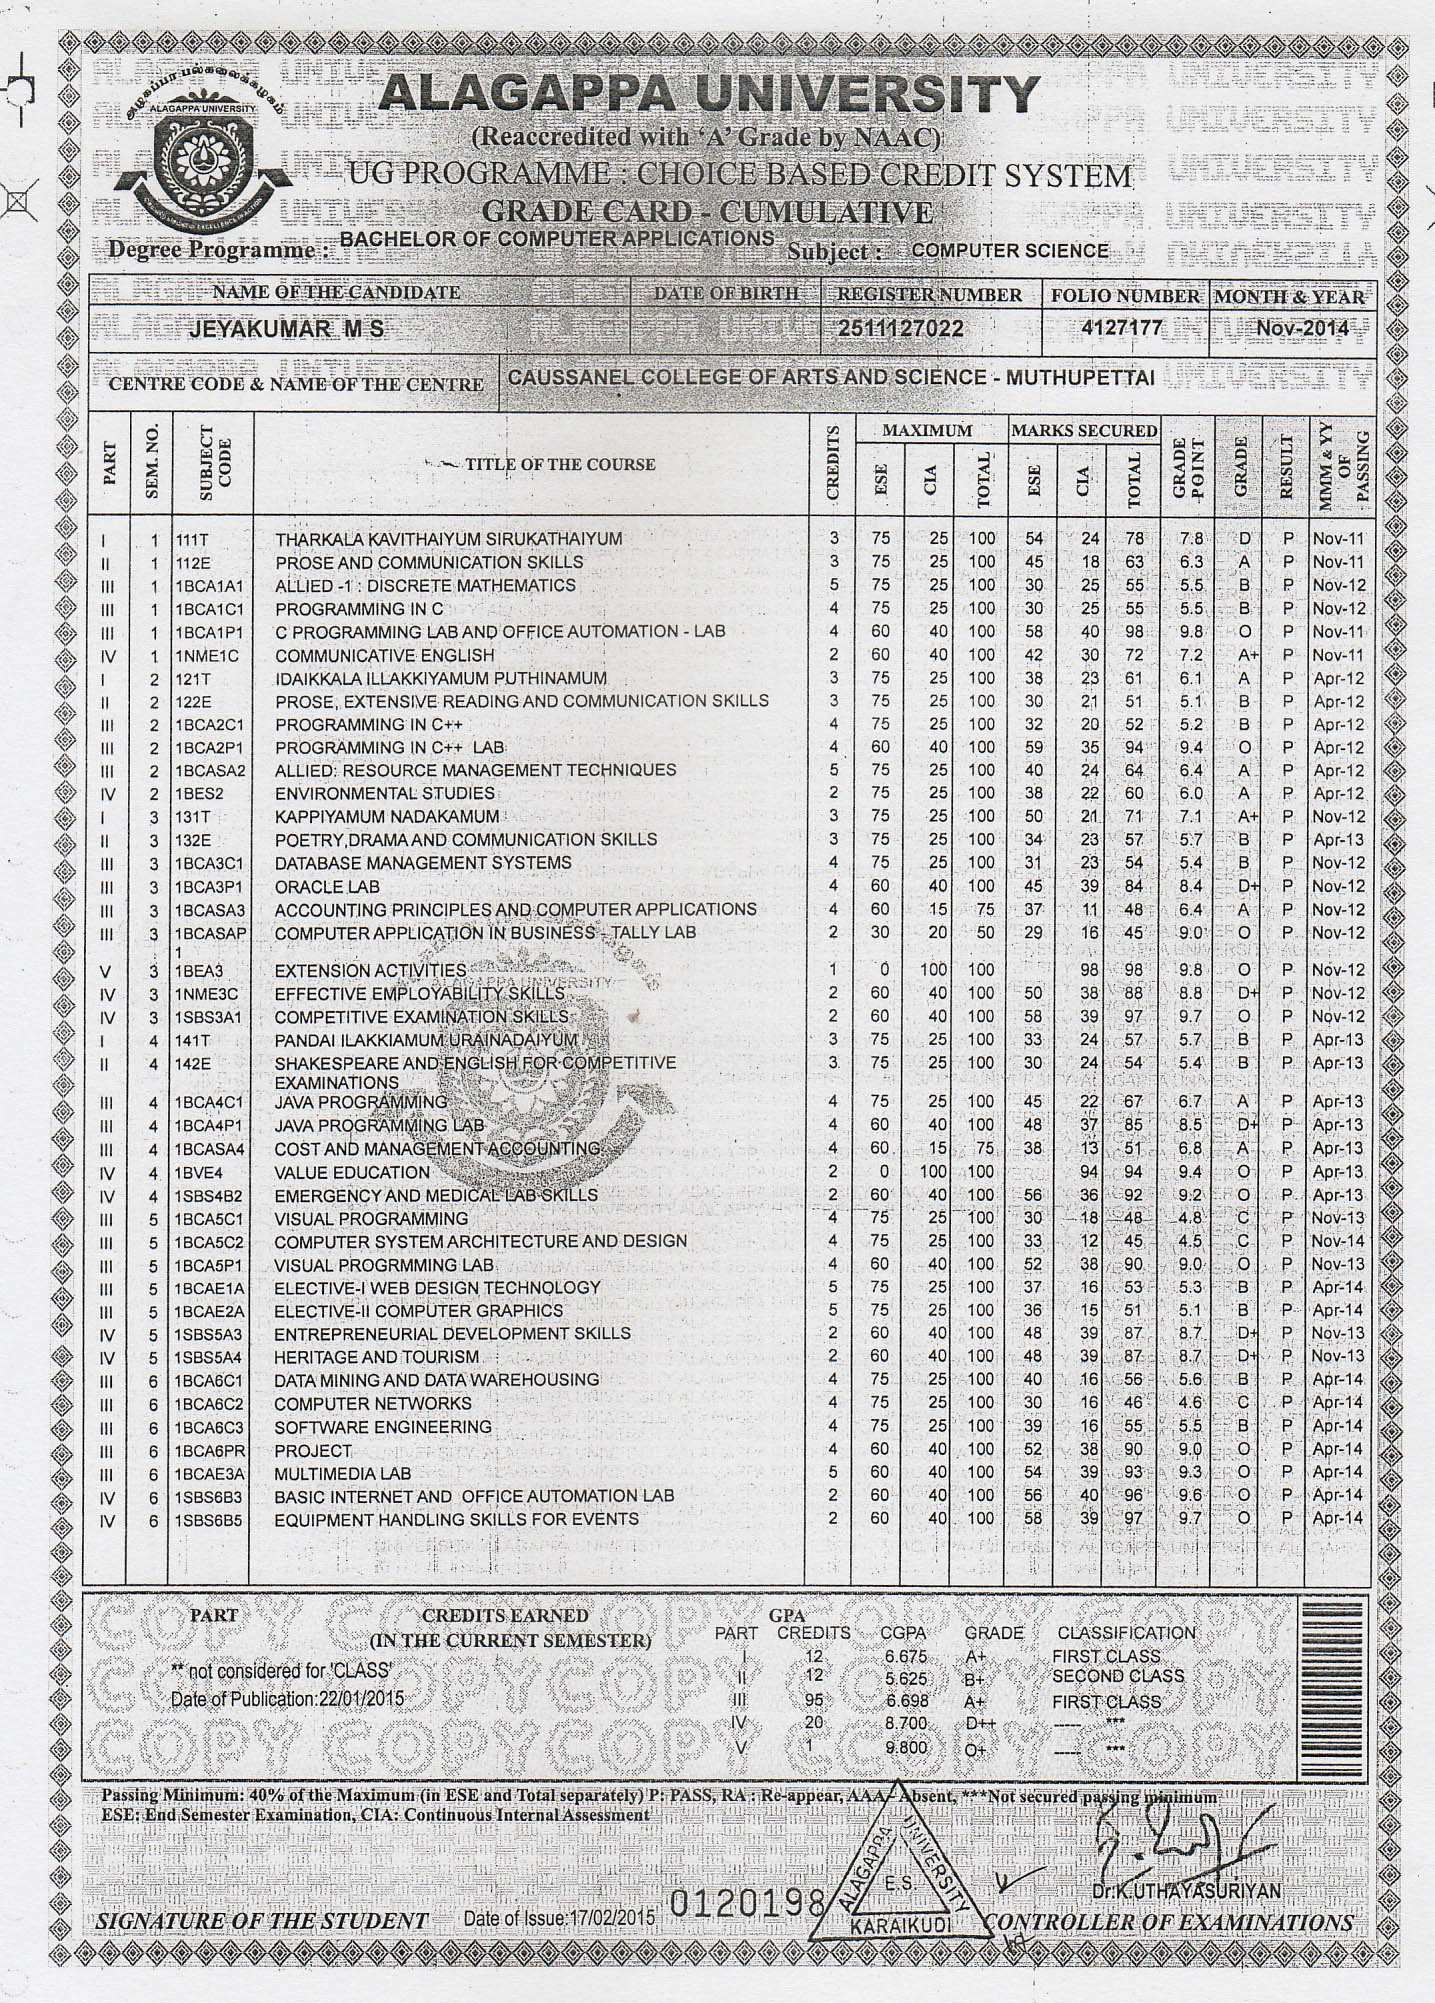 அழகப்பா பல்கலைக்கழகம்
ALAGAPPA UNIVERSITY
ALAGAPPA UNIVERSITY
(Reaccredited with ‘A’ Grade by NAAC)
UG PROGRAMME : CHOICE BASED CREDIT SYSTEM
GRADE CARD - CUMULATIVE
Degree Programme : BACHELOR OF COMPUTER APPLICATIONS Subject : COMPUTER SCIENCE
NAME OF THE CANDIDATE DATE OF BIRTH REGISTER NUMBER FOLIO NUMBER MONTH & YEAR
JEYAKUMAR M S 2511127022 4127177 Nov-2014
CENTRE CODE & NAME OF THE CENTRE CAUSSANEL COLLEGE OF ARTS AND SCIENCE - MUTHUPETTAI
PART SEM. NO. SUBJECT CODE TITLE OF THE COURSE CREDITS MAXIMUM ESE CIA TOTAL MARKS SECURED ESE CIA TOTAL GRADE POINT GRADE RESULT MMM & YY OF PASSING
I 1 111T THARKALA KAVITHAIYUM SIRUKATHAIYUM 3 75 25 100 54 24 78 7.8 D P Nov-11
II 1 112E PROSE AND COMMUNICATION SKILLS 3 75 25 100 45 18 63 6.3 A P Nov-11
III 1 1BCA1A1 ALLIED -1 : DISCRETE MATHEMATICS 5 75 25 100 30 25 55 5.5 B P Nov-12
III 1 1BCA1C1 PROGRAMMING IN C 4 75 25 100 30 25 55 5.5 B P Nov-12
III 1 1BCA1P1 C PROGRAMMING LAB AND OFFICE AUTOMATION - LAB 4 60 40 100 58 40 98 9.8 O P Nov-11
IV 1 1NME1C COMMUNICATIVE ENGLISH 2 60 40 100 42 30 72 7.2 A+ P Nov-11
I 2 121T IDAIKKALA ILLAKKIYAMUM PUTHINAMUM 3 75 25 100 38 23 61 6.1 A P Apr-12
II 2 122E PROSE, EXTENSIVE READING AND COMMUNICATION SKILLS 3 75 25 100 30 21 51 5.1 B P Apr-12
III 2 1BCA2C1 PROGRAMMING IN C++ 4 75 25 100 32 20 52 5.2 B P Apr-12
III 2 1BCA2P1 PROGRAMMING IN C++ LAB 4 60 40 100 59 35 94 9.4 O P Apr-12
III 2 1BCASA2 ALLIED: RESOURCE MANAGEMENT TECHNIQUES 5 75 25 100 40 24 64 6.4 A P Apr-12
IV 2 1BES2 ENVIRONMENTAL STUDIES 2 75 25 100 38 22 60 6.0 A P Apr-12
I 3 131T KAPPIYAMUM NADAKAMUM 3 75 25 100 50 21 71 7.1 A+ P Nov-12
II 3 132E POETRY,DRAMA AND COMMUNICATION SKILLS 3 75 25 100 34 23 57 5.7 B P Apr-13
III 3 1BCA3C1 DATABASE MANAGEMENT SYSTEMS 4 75 25 100 31 23 54 5.4 B P Nov-12
III 3 1BCA3P1 ORACLE LAB 4 60 40 100 45 39 84 8.4 D+ P Nov-12
III 3 1BCASA3 ACCOUNTING PRINCIPLES AND COMPUTER APPLICATIONS 4 60 15 75 37 11 48 6.4 A P Nov-12
III 3 1BCASAP COMPUTER APPLICATION IN BUSINESS - TALLY LAB 2 30 20 50 29 16 45 9.0 O P Nov-12
1
V 3 1BEA3 EXTENSION ACTIVITIES 1 0 100 100 98 98 9.8 O P Nov-12
IV 3 1NME3C EFFECTIVE EMPLOYABILITY SKILLS 2 60 40 100 50 38 88 8.8 D+ P Nov-12
IV 3 1SBS3A1 COMPETITIVE EXAMINATION SKILLS 2 60 40 100 58 39 97 9.7 O P Nov-12
I 4 141T PANDAI ILAKKIAMUM URAINADAIYUM 3 75 25 100 33 24 57 5.7 B P Apr-13
II 4 142E SHAKESPEARE AND ENGLISH FOR COMPETITIVE 3 75 25 100 30 24 54 5.4 B P Apr-13
EXAMINATIONS
III 4 1BCA4C1 JAVA PROGRAMMING 4 75 25 100 45 22 67 6.7 A P Apr-13
III 4 1BCA4P1 JAVA PROGRAMMING LAB 4 60 40 100 48 37 85 8.5 D+ P Apr-13
III 4 1BCASA4 COST AND MANAGEMENT ACCOUNTING 4 60 15 75 38 13 51 6.8 A P Apr-13
IV 4 1BVE4 VALUE EDUCATION 2 0 100 100 94 94 9.4 O P Apr-13
IV 4 1SBS4B2 EMERGENCY AND MEDICAL LAB SKILLS 2 60 40 100 56 36 92 9.2 O P Apr-13
III 5 1BCA5C1 VISUAL PROGRAMMING 4 75 25 100 30 18 48 4.8 C P Nov-13
III 5 1BCA5C2 COMPUTER SYSTEM ARCHITECTURE AND DESIGN 4 75 25 100 33 12 45 4.5 C P Nov-14
III 5 1BCA5P1 VISUAL PROGRMMING LAB 4 60 40 100 52 38 90 9.0 O P Nov-13
III 5 1BCAE1A ELECTIVE-I WEB DESIGN TECHNOLOGY 5 75 25 100 37 16 53 5.3 B P Apr-14
III 5 1BCAE2A ELECTIVE-II COMPUTER GRAPHICS 5 75 25 100 36 15 51 5.1 B P Apr-14
IV 5 1SBS5A3 ENTREPRENEURIAL DEVELOPMENT SKILLS 2 60 40 100 48 39 87 8.7 D+ P Nov-13
IV 5 1SBS5A4 HERITAGE AND TOURISM 2 60 40 100 48 39 87 8.7 D+ P Nov-13
III 6 1BCA6C1 DATA MINING AND DATA WAREHOUSING 4 75 25 100 40 16 56 5.6 B P Apr-14
III 6 1BCA6C2 COMPUTER NETWORKS 4 75 25 100 30 16 46 4.6 C P Apr-14
III 6 1BCA6C3 SOFTWARE ENGINEERING 4 75 25 100 39 16 55 5.5 B P Apr-14
III 6 1BCA6PR PROJECT 4 60 40 100 52 38 90 9.0 O P Apr-14
III 6 1BCAE3A MULTIMEDIA LAB 5 60 40 100 54 39 93 9.3 O P Apr-14
IV 6 1SBS6B3 BASIC INTERNET AND OFFICE AUTOMATION LAB 2 60 40 100 56 40 96 9.6 O P Apr-14
IV 6 1SBS6B5 EQUIPMENT HANDLING SKILLS FOR EVENTS 2 60 40 100 58 39 97 9.7 O P Apr-14
PART CREDITS EARNED GPA
(IN THE CURRENT SEMESTER) PART CREDITS CGPA GRADE CLASSIFICATION
I 12 6.675 A+ FIRST CLASS
** not considered for 'CLASS' II 12 5.625 B+ SECOND CLASS
Date of Publication:22/01/2015 III 95 6.698 A+ FIRST CLASS
IV 20 8.700 D++ ----- ***
V 1 9.800 O+ ----- ***
Passing Minimum: 40% of the Maximum (in ESE and Total separately) P: PASS, RA : Re-appear, AAA- Absent, ***Not secured passing minimum
ESE: End Semester Examination, CIA: Continuous Internal Assessment
ALAGAPPA UNIVERSITY
E.S.
KARAIKUDI
Dr.K.UTHAYASURIYAN
SIGNATURE OF THE STUDENT Date of Issue:17/02/2015 0120198 CONTROLLER OF EXAMINATIONS